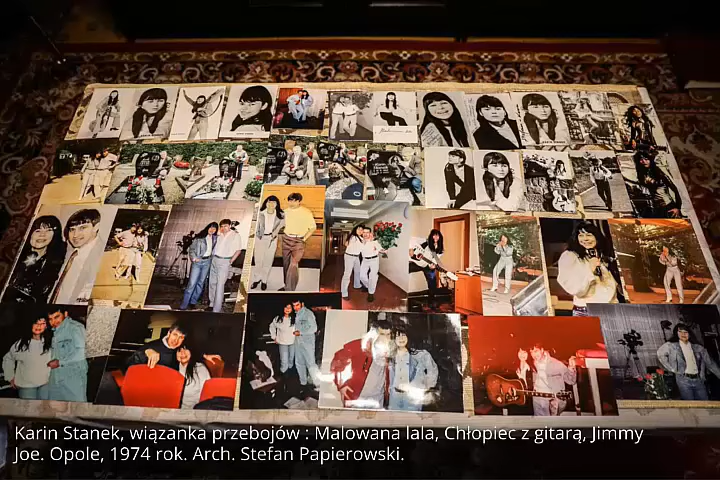 Karin Stanek, wiązanka przebojów : Malowana lala, Chłopiec z gitarą, Jimmy
Joe. Opole, 1974 rok. Arch. Stefan Papierowski.